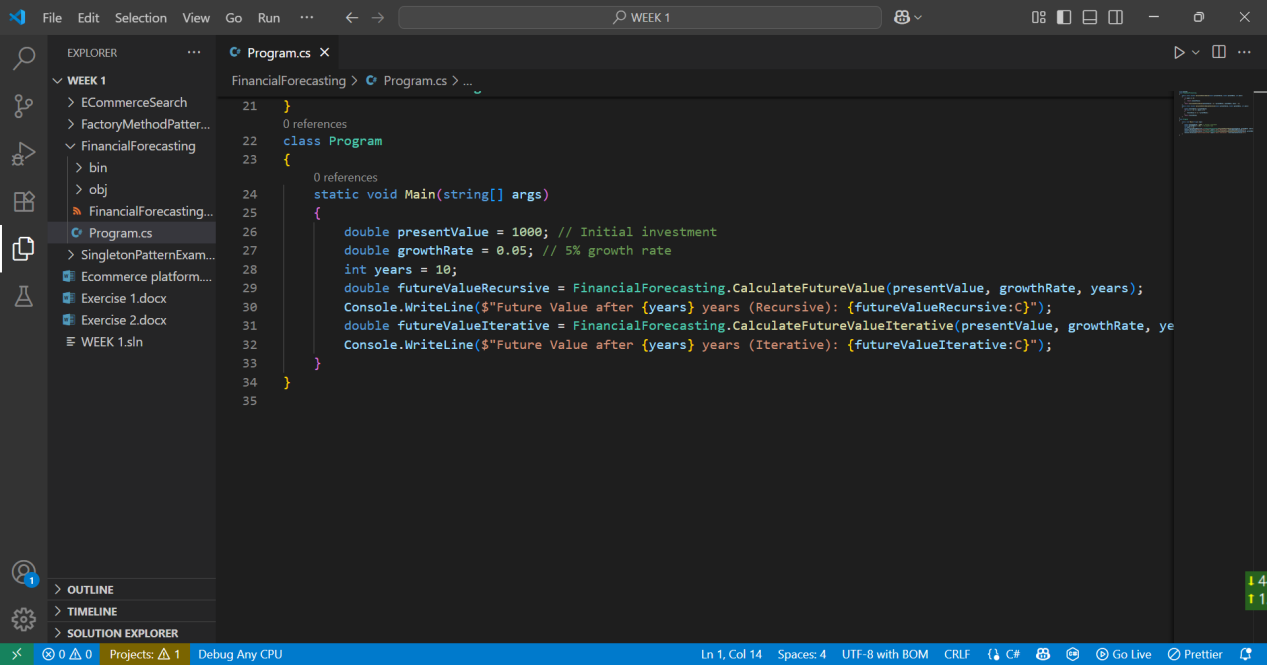 File Edit Selection View Go Run ··· WEEK 1
EXPLORER ···
WEEK 1
ECommerceSearch
FactoryMethodPatter...
FinancialForecasting
bin
obj
FinancialForecasting...
Program.cs
SingletonPatternExam...
Ecommerce platform....
Exercise 1.docx
Exercise 2.docx
WEEK 1.sln
OUTLINE
TIMELINE
SOLUTION EXPLORER
1
Program.cs
FinancialForecasting > Program.cs > ...
21 }
0 references
22 class Program
23 {
0 references
24 static void Main(string[] args)
25 {
26 double presentValue = 1000; // Initial investment
27 double growthRate = 0.05; // 5% growth rate
28 int years = 10;
29 double futureValueRecursive = FinancialForecasting.CalculateFutureValue(presentValue, growthRate, years);
30 Console.WriteLine($"Future Value after {years} years (Recursive): {futureValueRecursive:C}");
31 double futureValueIterative = FinancialForecasting.CalculateFutureValueIterative(presentValue, growthRate, ye
32 Console.WriteLine($"Future Value after {years} years (Iterative): {futureValueIterative:C}");
33 }
34 }
35
↓ 4
↑ 1
0 0 Projects: 1 Debug Any CPU Ln 1, Col 14 Spaces: 4 UTF-8 with BOM CRLF C# Go Live Prettier